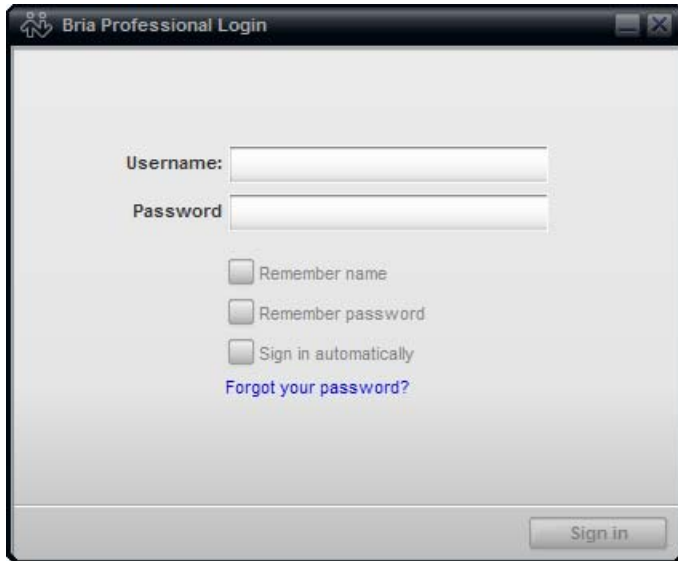 Bria Professional Login
Username:
Password
Remember name
Remember password
Sign in automatically
Forgot your password?
Sign in